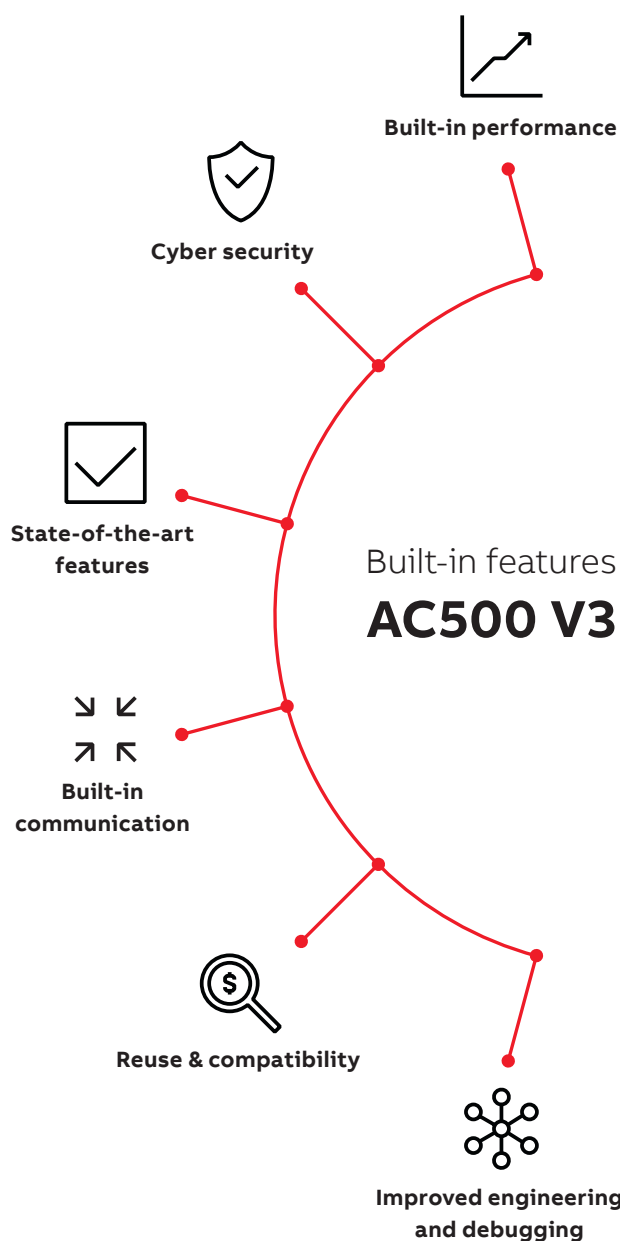 Built-in performance
Cyber security
State-of-the-art
features
Built-in features
AC500 V3
Built-in
communication
$
Reuse & compatibility
Improved engineering
and debugging